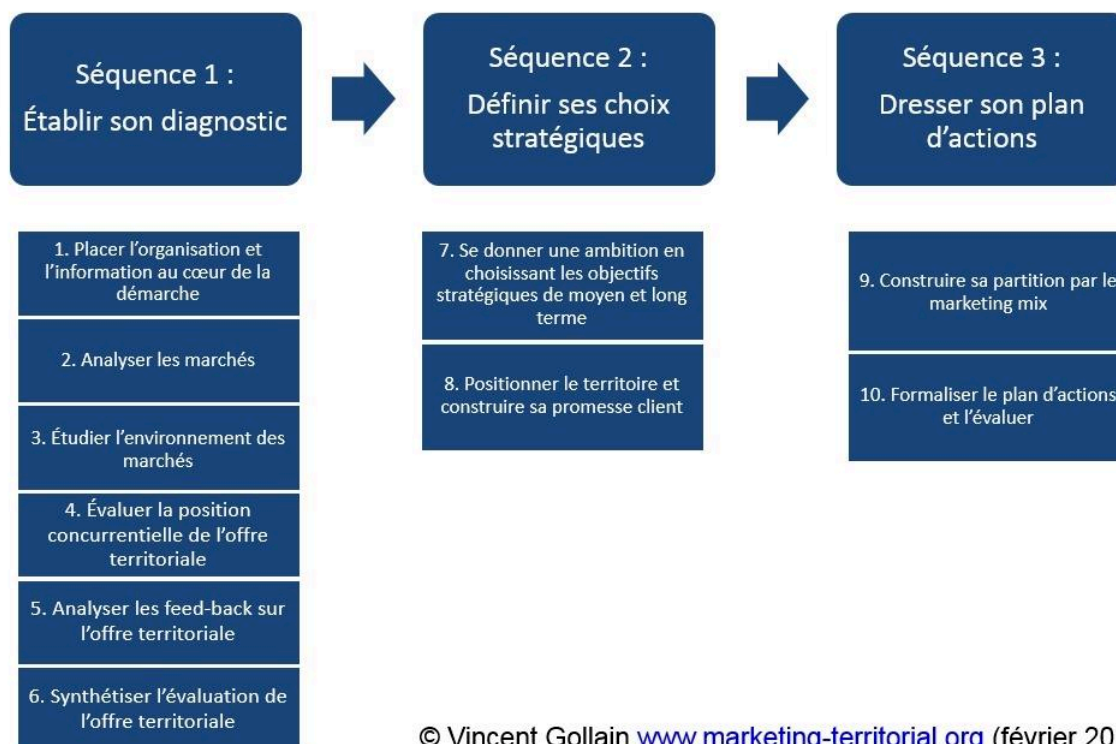 Séquence 1 :
Établir son diagnostic
Séquence 2 :
Définir ses choix
stratégiques
Séquence 3 :
Dresser son plan
d’actions
1. Placer l’organisation et
l’information au cœur de la
démarche
2. Analyser les marchés
3. Étudier l’environnement des
marchés
4. Évaluer la position
concurrentielle de l’offre
territoriale
5. Analyser les feed-back sur
l’offre territoriale
6. Synthétiser l’évaluation de
l’offre territoriale
7. Se donner une ambition en
choisissant les objectifs
stratégiques de moyen et long
terme
8. Positionner le territoire et
construire sa promesse client
9. Construire sa partition par le
marketing mix
10. Formaliser le plan d’actions
et l’évaluer
© Vincent Gollain www.marketing-territorial.org (février 20